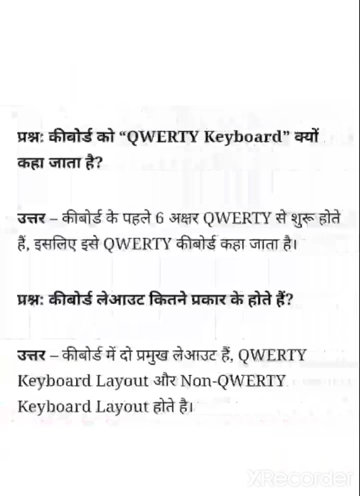 प्रश्न: कीबोर्ड को “QWERTY Keyboard” क्यों
कहा जाता है?
उत्तर – कीबोर्ड के पहले 6 अक्षर QWERTY से शुरू होते
हैं, इसलिए इसे QWERTY कीबोर्ड कहा जाता है।
प्रश्न: कीबोर्ड लेआउट कितने प्रकार के होते हैं?
उत्तर – कीबोर्ड में दो प्रमुख लेआउट हैं, QWERTY
Keyboard Layout और Non-QWERTY
Keyboard Layout होते है।
XRecorder